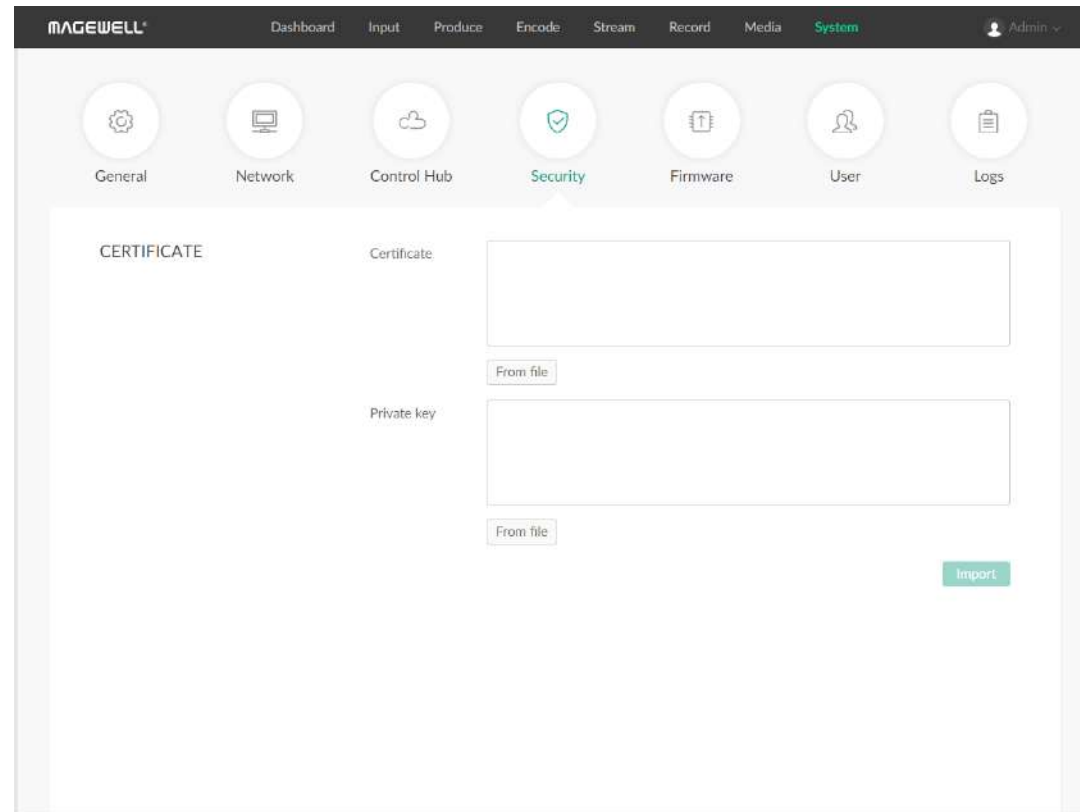 MAGEWELL® Dashboard Input Produce Encode Stream Record Media System Admin
General Network Control Hub Security Firmware User Logs
CERTIFICATE Certificate
From file
Private key
From file
Import